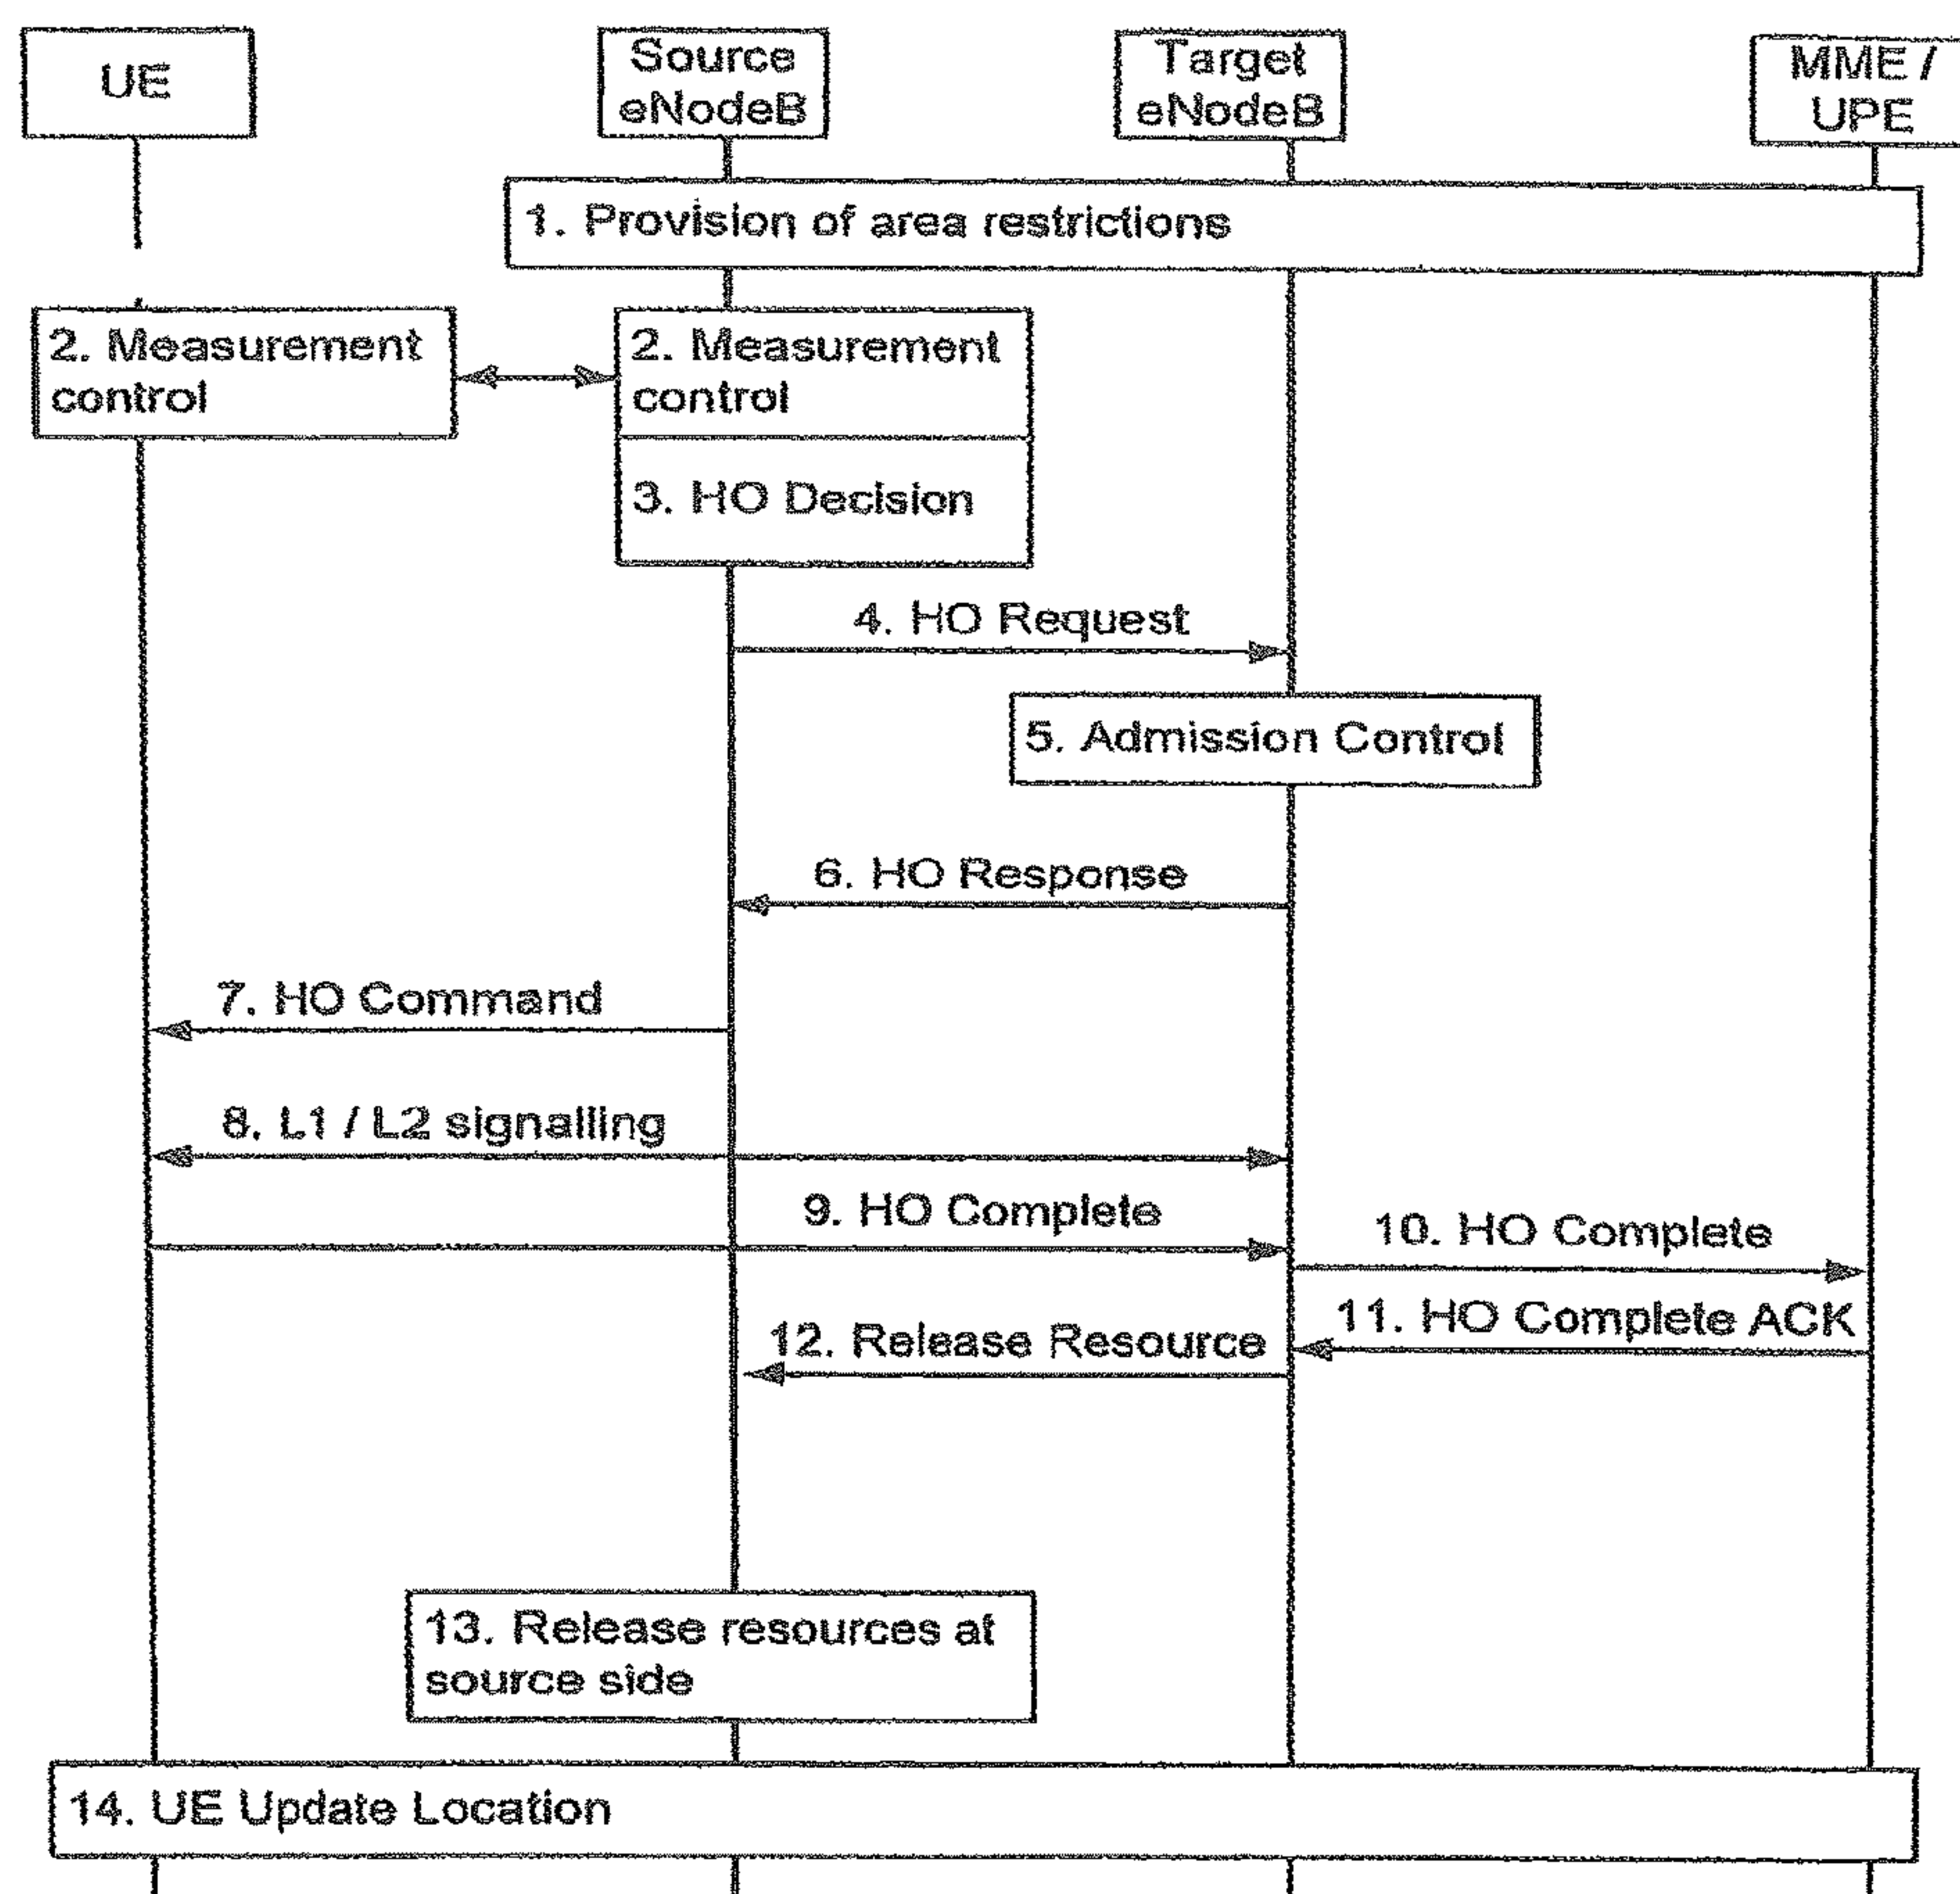 UE
Source
eNodeB
Target
eNodeB
MME /
UPE
1. Provision of area restrictions
2. Measurement
control
2. Measurement
control
3. HO Decision
4. HO Request
5. Admission Control
6. HO Response
7. HO Command
8. L1 / L2 signalling
9. HO Complete
10. HO Complete
11. HO Complete ACK
12. Release Resource
13. Release resources at
source side
14. UE Update Location